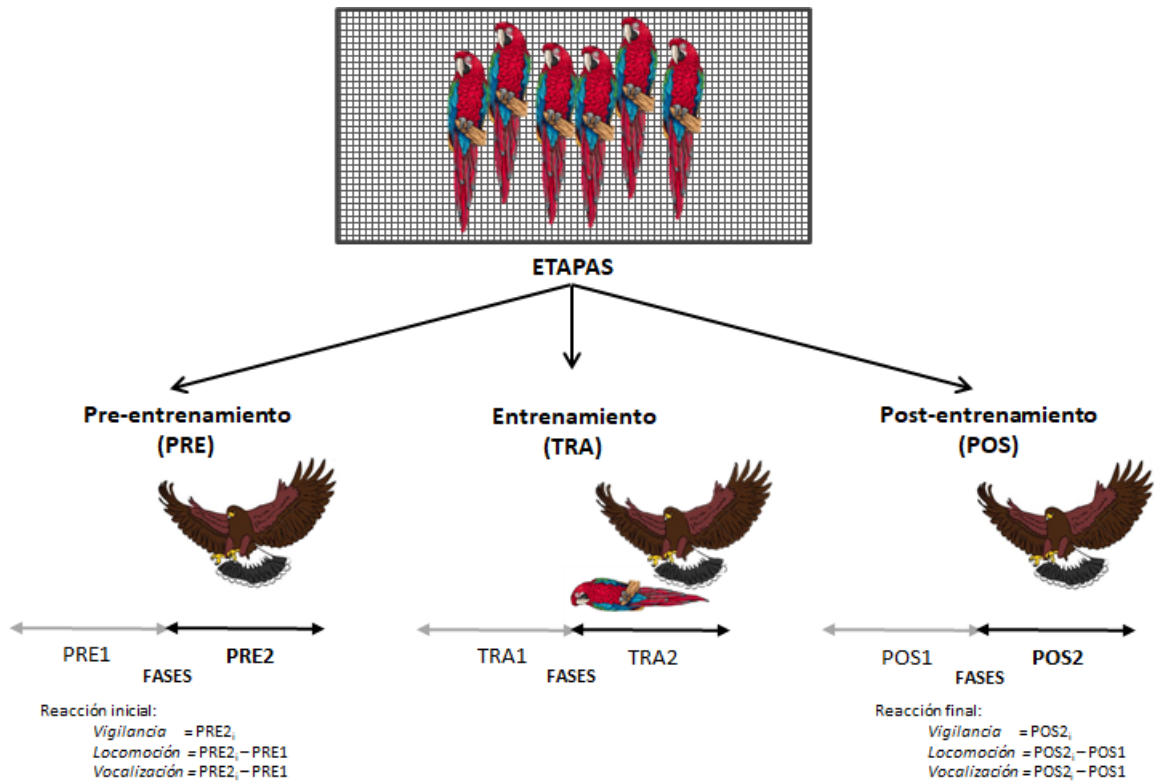 ETAPAS
Pre-entrenamiento
(PRE)
Entrenamiento
(TRA)
Post-entrenamiento
(POS)
PRE1
PRE2
FASES
TRA1
TRA2
FASES
POS1
POS2
FASES
Reacción inicial:
Vigilancia = PRE2i
Locomoción = PRE2i – PRE1
Vocalización = PRE2i – PRE1
Reacción final:
Vigilancia = POS2i
Locomoción = POS2i – POS1
Vocalización = POS2i – POS1